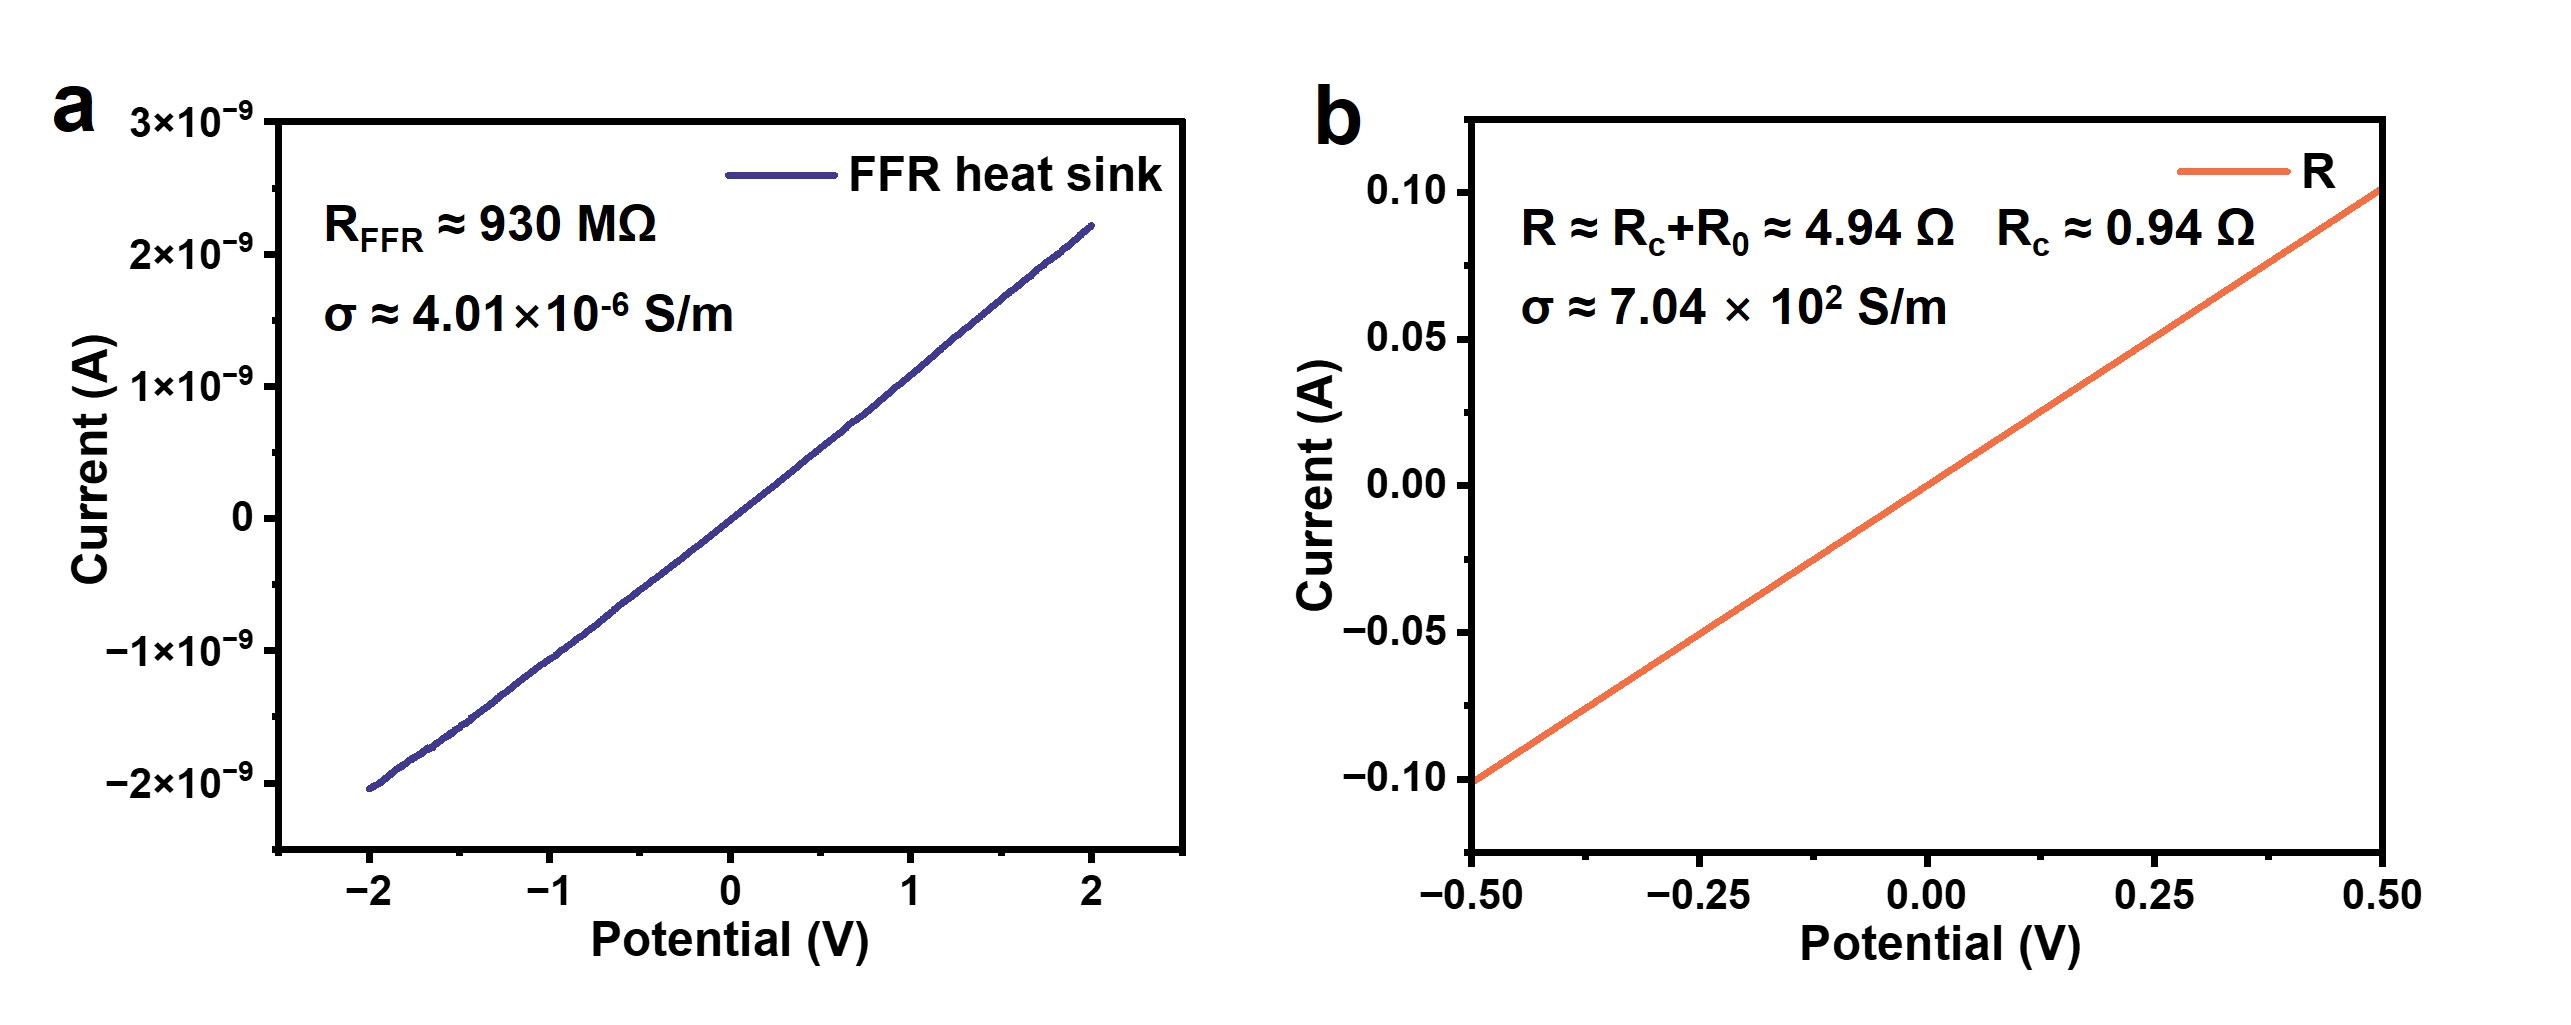 a
3×10⁻⁹
2×10⁻⁹
1×10⁻⁹
0
−1×10⁻⁹
−2×10⁻⁹
Current (A)
FFR heat sink
R_FFR ≈ 930 MΩ
σ ≈ 4.01×10⁻⁶ S/m
−2 −1 0 1 2
Potential (V)
b
0.10
0.05
0.00
−0.05
−0.10
Current (A)
R
R ≈ R_c+R₀ ≈ 4.94 Ω R_c ≈ 0.94 Ω
σ ≈ 7.04 × 10² S/m
−0.50 −0.25 0.00 0.25 0.50
Potential (V)